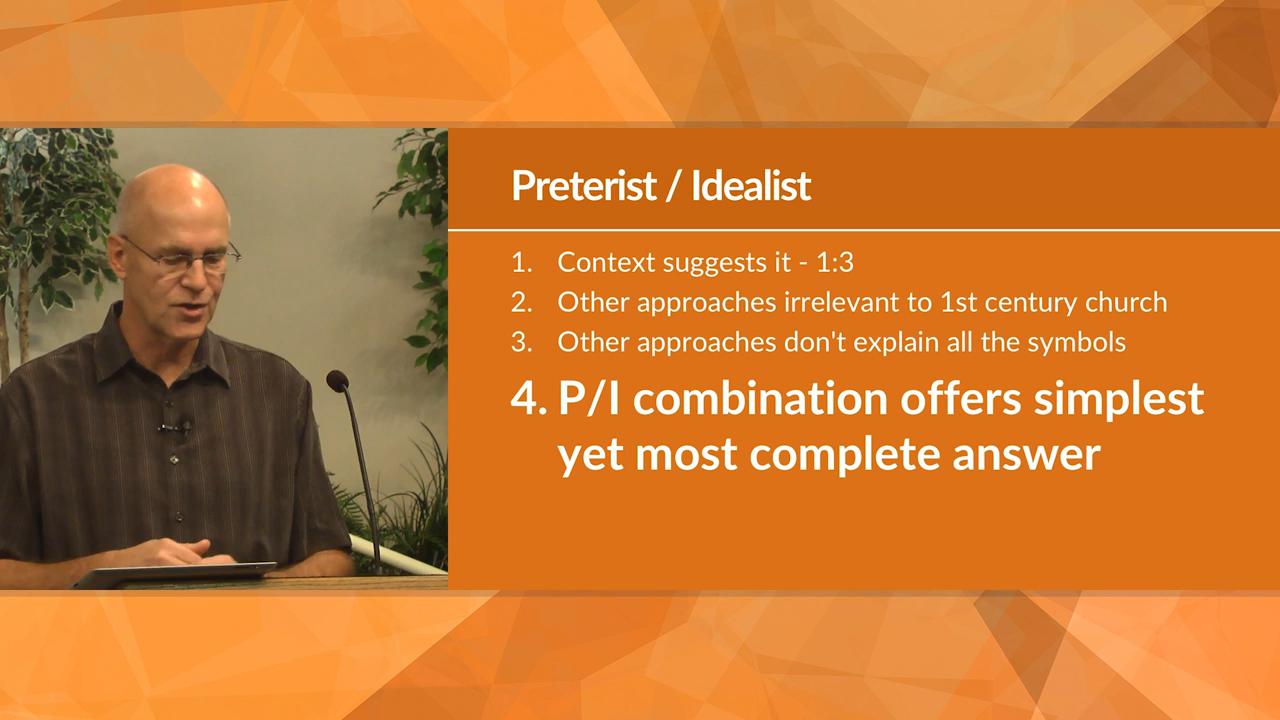 Preterist / Idealist
1. Context suggests it - 1:3
2. Other approaches irrelevant to 1st century church
3. Other approaches don't explain all the symbols
4. P/I combination offers simplest
yet most complete answer